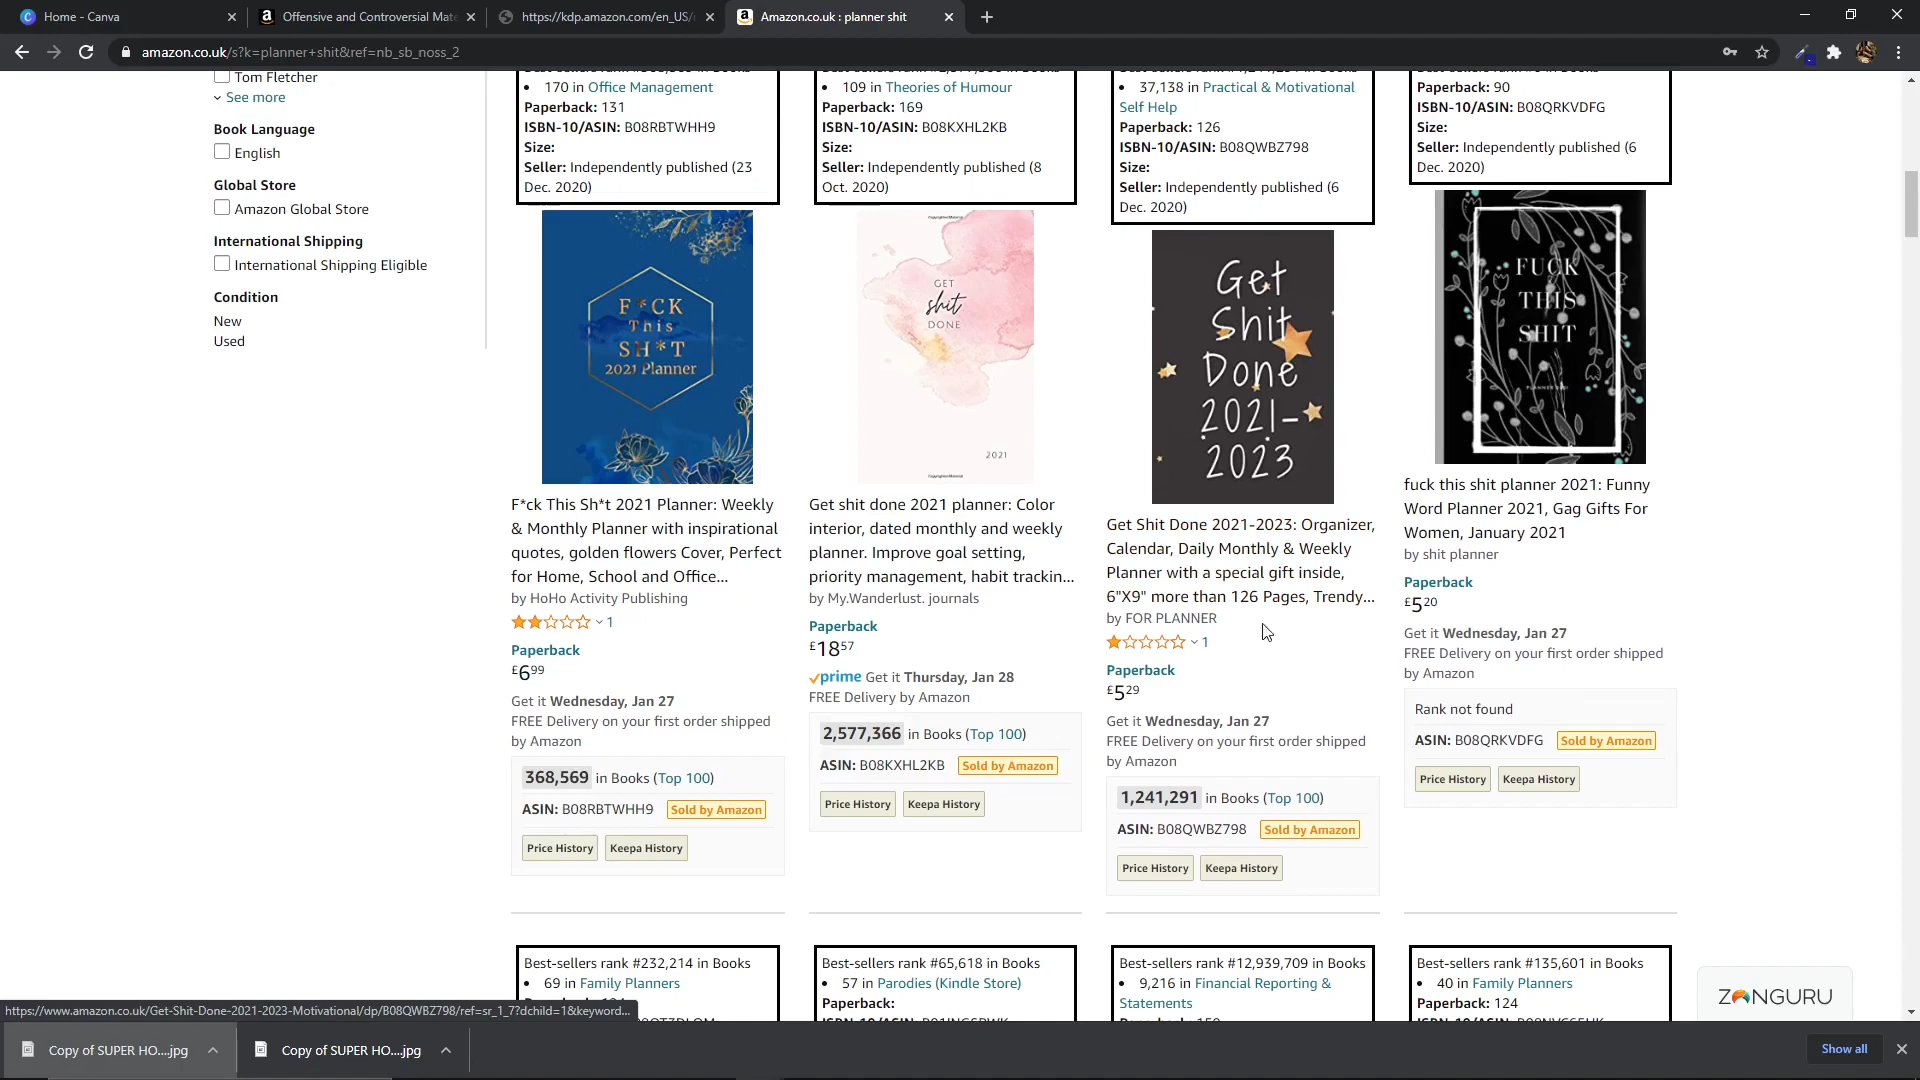 Home - Canva
Offensive and Controversial Mate
https://kdp.amazon.com/en_US/
Amazon.co.uk : planner shit
amazon.co.uk/s?k=planner+shit&ref=nb_sb_noss_2
Tom Fletcher
See more
Book Language
English
Global Store
Amazon Global Store
International Shipping
International Shipping Eligible
Condition
New
Used
170 in Office Management
Paperback: 131
ISBN-10/ASIN: B08RBTWHH9
Size:
Seller: Independently published (23
Dec. 2020)
F*CK
This
SH*T
2021 Planner
F*ck This Sh*t 2021 Planner: Weekly
& Monthly Planner with inspirational
quotes, golden flowers Cover, Perfect
for Home, School and Office...
by HoHo Activity Publishing
1
Paperback
£6.99
Get it Wednesday, Jan 27
FREE Delivery on your first order shipped
by Amazon
368,569 in Books (Top 100)
ASIN: B08RBTWHH9 Sold by Amazon
Price History Keepa History
109 in Theories of Humour
Paperback: 169
ISBN-10/ASIN: B08KXHL2KB
Size:
Seller: Independently published (8
Oct. 2020)
GET
shit
DONE
2021
Get shit done 2021 planner: Color
interior, dated monthly and weekly
planner. Improve goal setting,
priority management, habit trackin...
by My.Wanderlust. journals
Paperback
£18.57
prime Get it Thursday, Jan 28
FREE Delivery by Amazon
2,577,366 in Books (Top 100)
ASIN: B08KXHL2KB Sold by Amazon
Price History Keepa History
37,138 in Practical & Motivational
Self Help
Paperback: 126
ISBN-10/ASIN: B08QWBZ798
Size:
Seller: Independently published (6
Dec. 2020)
Get
Shit
Done
2021-
2023
Get Shit Done 2021-2023: Organizer,
Calendar, Daily Monthly & Weekly
Planner with a special gift inside,
6"X9" more than 126 Pages, Trendy...
by FOR PLANNER
1
Paperback
£5.29
Get it Wednesday, Jan 27
FREE Delivery on your first order shipped
by Amazon
1,241,291 in Books (Top 100)
ASIN: B08QWBZ798 Sold by Amazon
Price History Keepa History
Paperback: 90
ISBN-10/ASIN: B08QRKVDFG
Size:
Seller: Independently published (6
Dec. 2020)
FUCK
THIS
SHIT
fuck this shit planner 2021: Funny
Word Planner 2021, Gag Gifts For
Women, January 2021
by shit planner
Paperback
£5.20
Get it Wednesday, Jan 27
FREE Delivery on your first order shipped
by Amazon
Rank not found
ASIN: B08QRKVDFG Sold by Amazon
Price History Keepa History
Best-sellers rank #232,214 in Books
69 in Family Planners
Best-sellers rank #65,618 in Books
57 in Parodies (Kindle Store)
Paperback:
Best-sellers rank #12,939,709 in Books
9,216 in Financial Reporting &
Statements
Best-sellers rank #135,601 in Books
40 in Family Planners
Paperback: 124
ZONGURU
https://www.amazon.co.uk/Get-Shit-Done-2021-2023-Motivational/dp/B08QWBZ798/ref=sr_1_7?dchild=1&keyword...
Copy of SUPER HO....jpg
Copy of SUPER HO....jpg
Show all